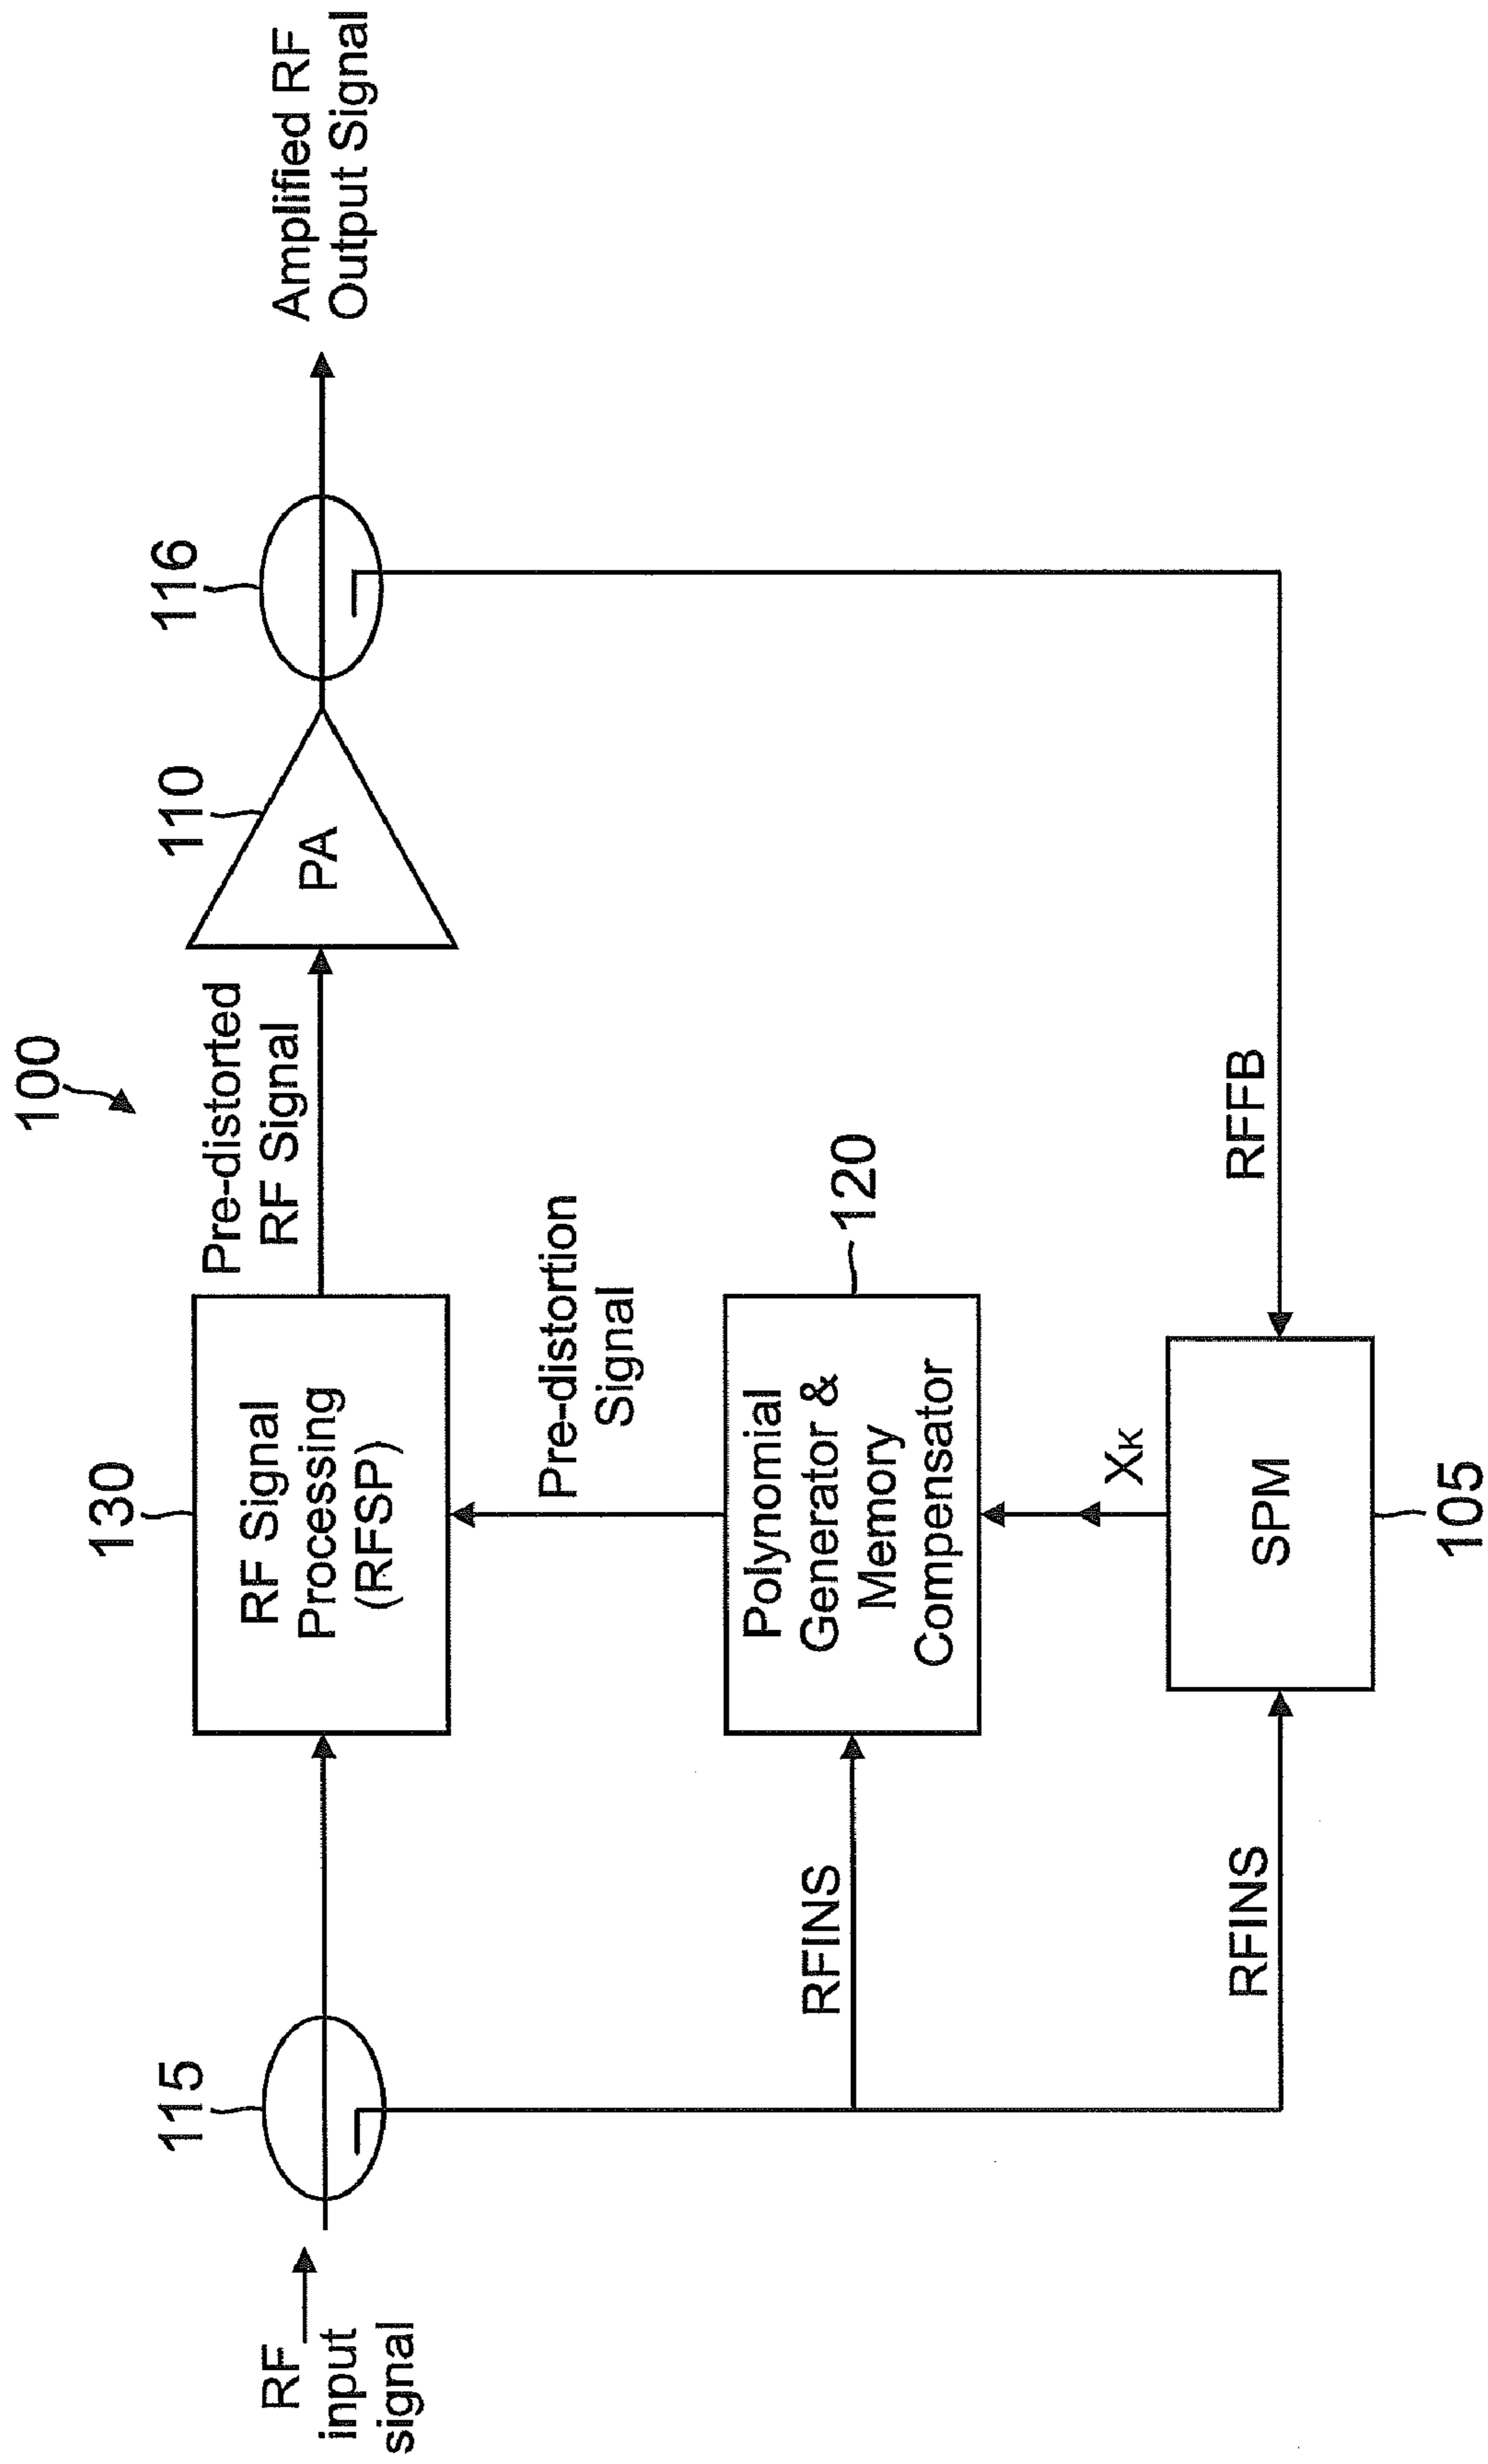 100
RF
input
signal
115
130
RF Signal
Processing
(RFSP)
Pre-distorted
RF Signal
110
PA
116
Amplified RF
Output Signal
Pre-distortion
Signal
RFINS
Polynomial
Generator &
Memory
Compensator
120
XK
RFINS
SPM
105
RFFB